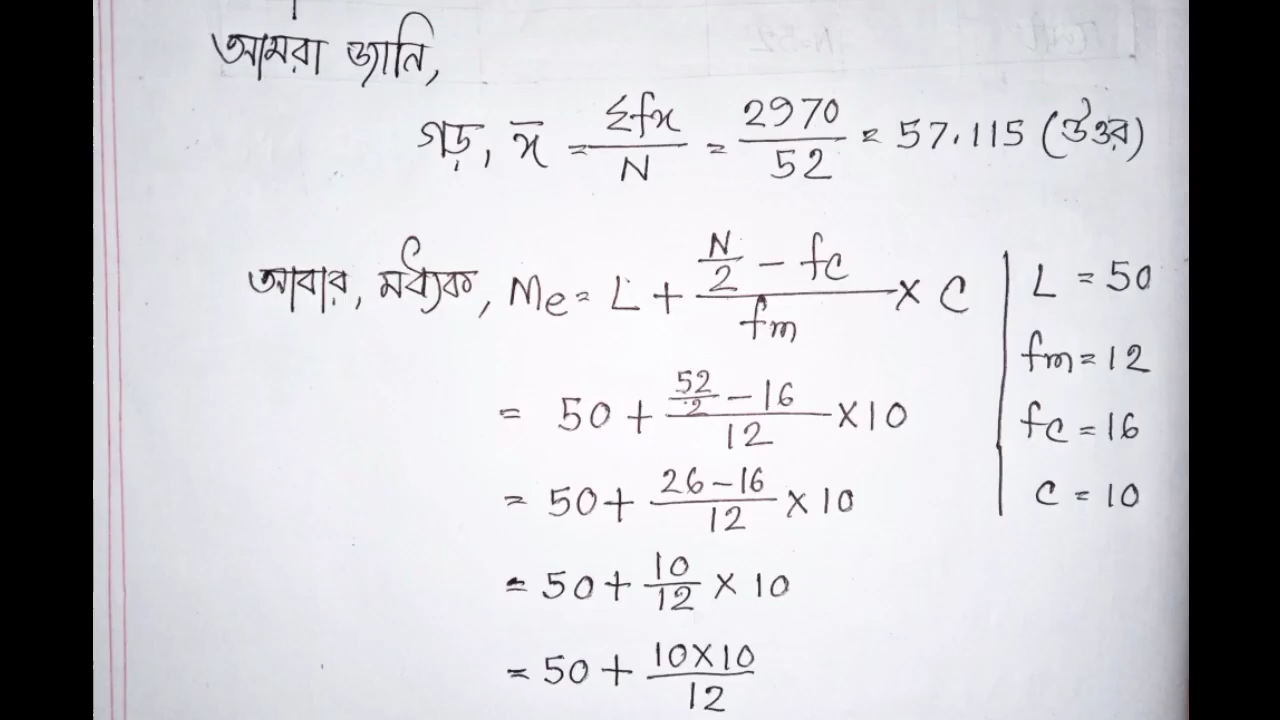 আমরা জানি,
গড়, x̄ = Σfx/N = 2970/52 = 57.115 (উত্তর)
আবার, মধ্যক, Me = L + (N/2 - fc)/fm × C
L = 50
fm = 12
fc = 16
c = 10
= 50 + (52/2 - 16)/12 × 10
= 50 + (26 - 16)/12 × 10
= 50 + 10/12 × 10
= 50 + (10×10)/12